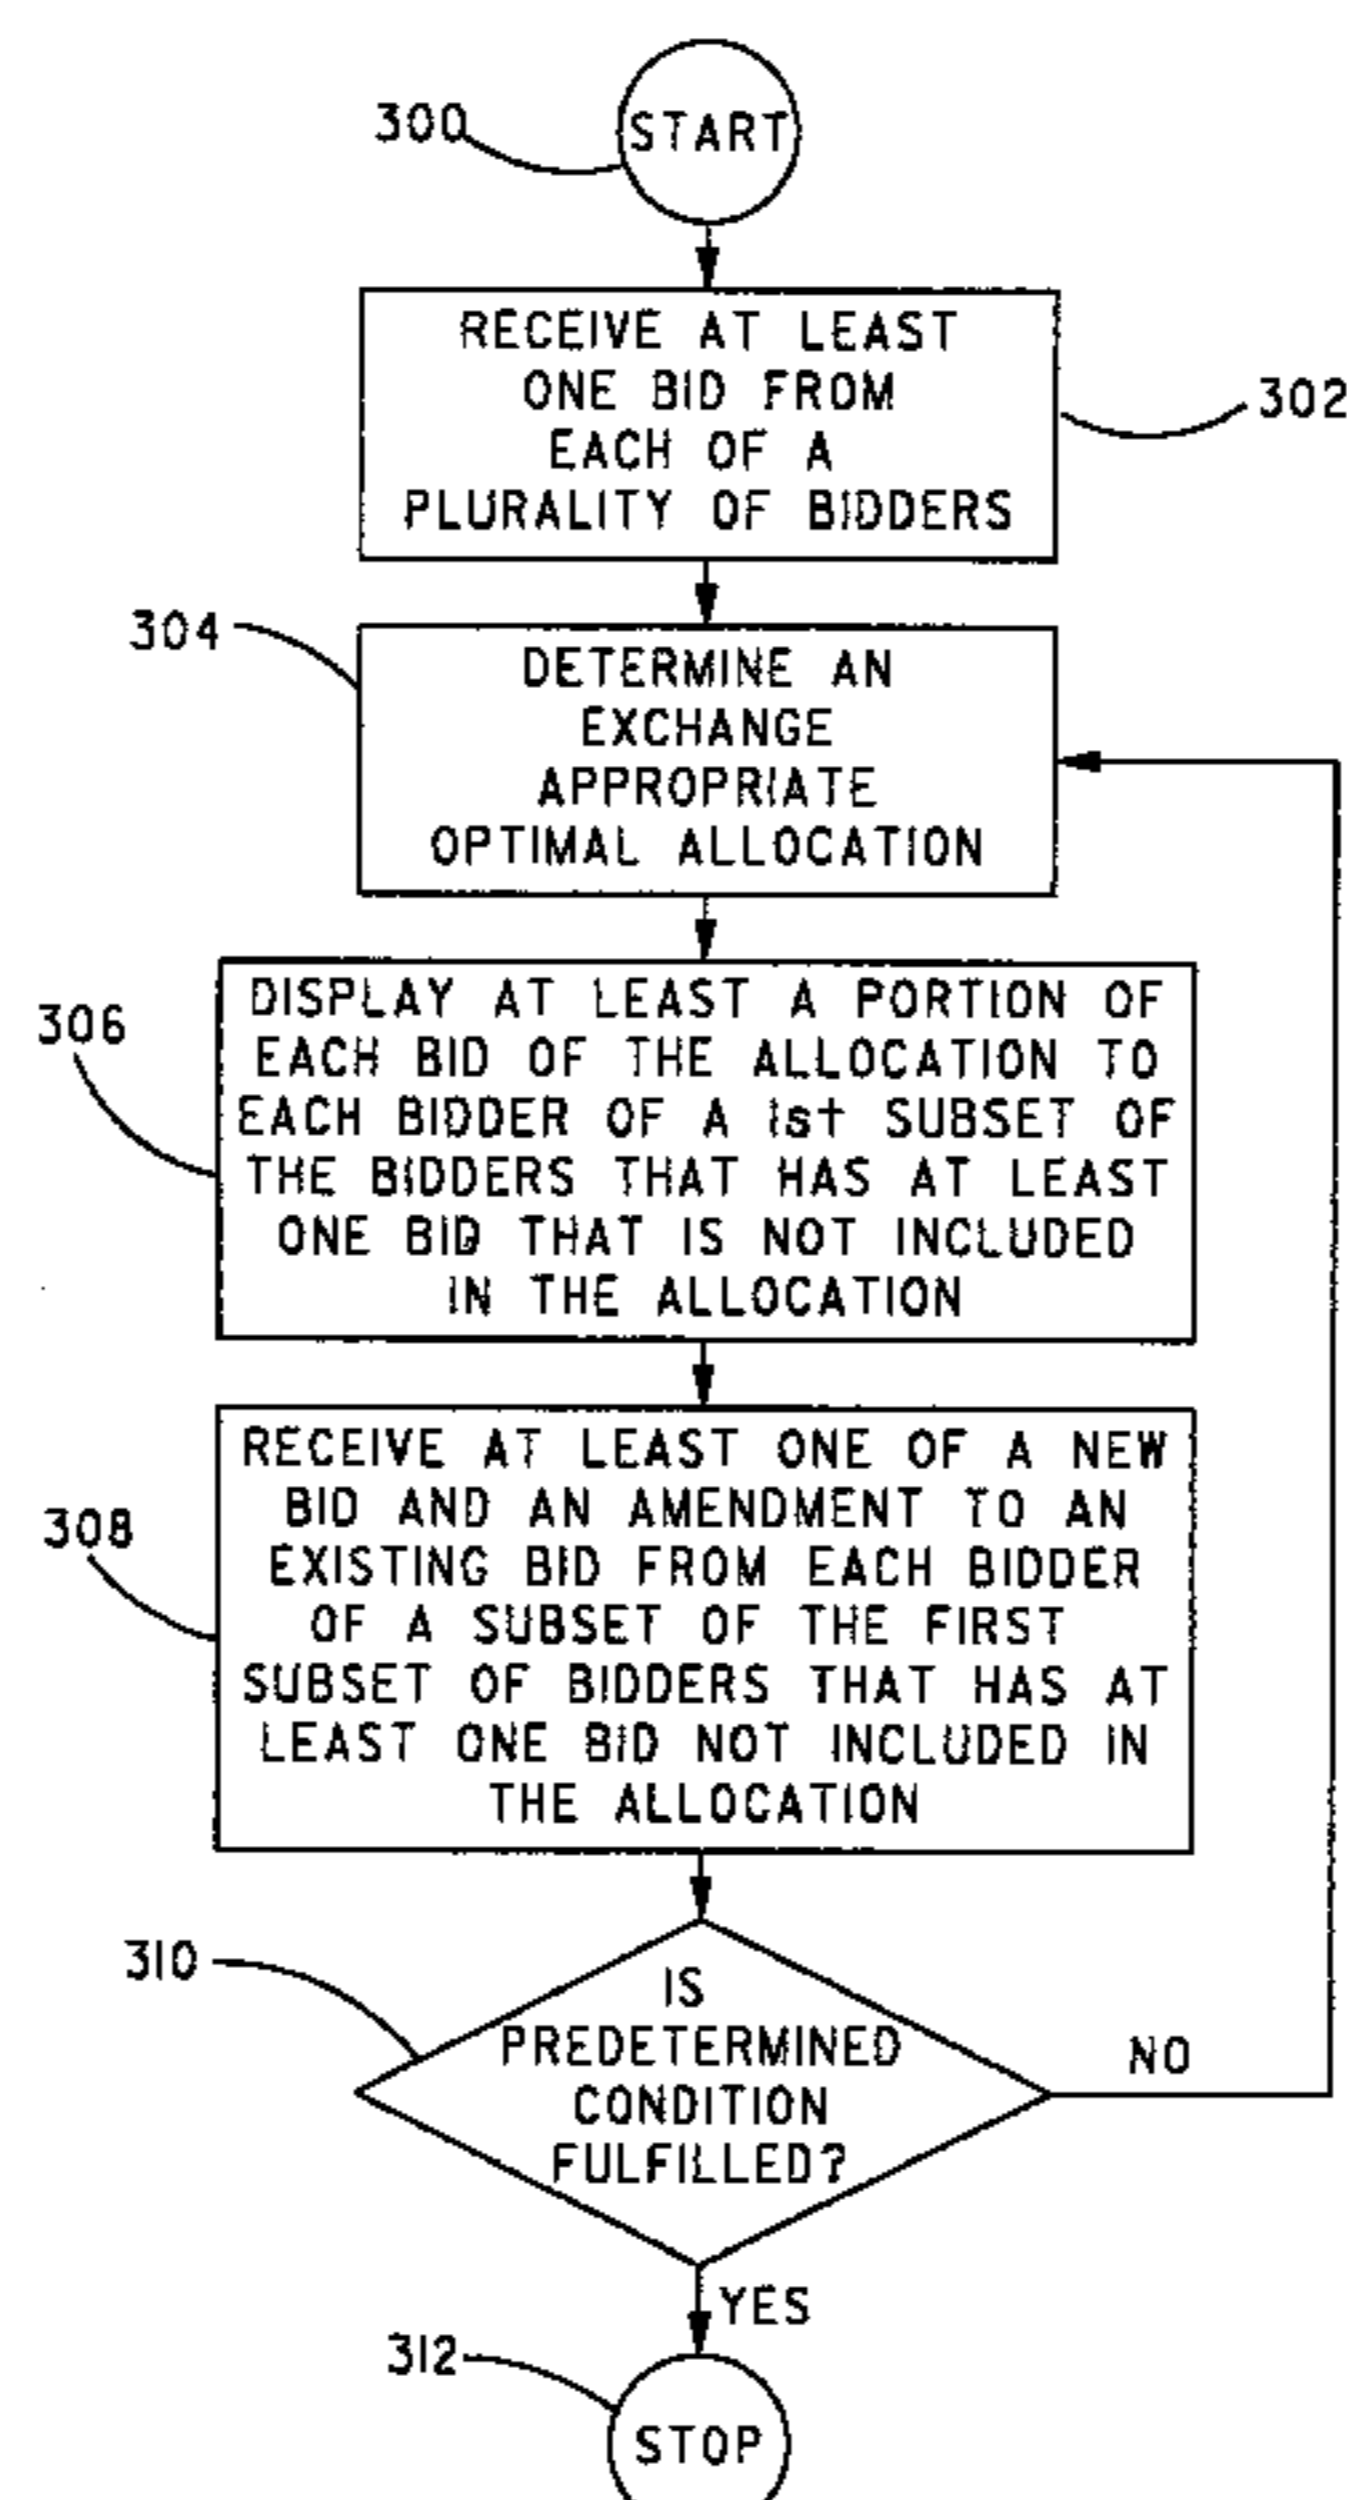 300
START
RECEIVE AT LEAST
ONE BID FROM
EACH OF A
PLURALITY OF BIDDERS
302
304
DETERMINE AN
EXCHANGE
APPROPRIATE
OPTIMAL ALLOCATION
306
DISPLAY AT LEAST A PORTION OF
EACH BID OF THE ALLOCATION TO
EACH BIDDER OF A 1st SUBSET OF
THE BIDDERS THAT HAS AT LEAST
ONE BID THAT IS NOT INCLUDED
IN THE ALLOCATION
308
RECEIVE AT LEAST ONE OF A NEW
BID AND AN AMENDMENT TO AN
EXISTING BID FROM EACH BIDDER
OF A SUBSET OF THE FIRST
SUBSET OF BIDDERS THAT HAS AT
LEAST ONE BID NOT INCLUDED IN
THE ALLOCATION
310
IS
PREDETERMINED
CONDITION
FULFILLED?
NO
YES
312
STOP